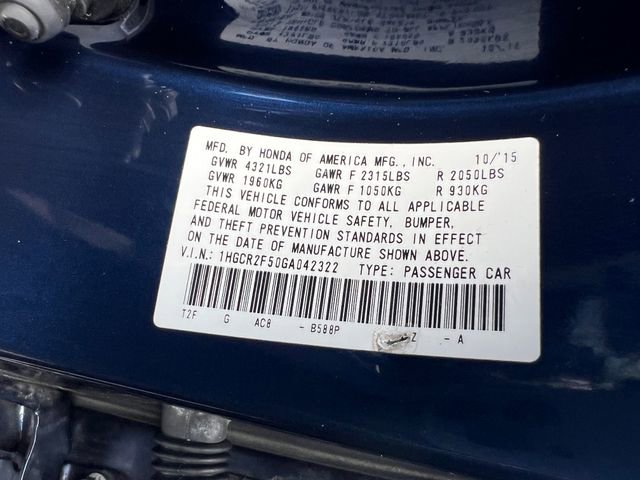 MFD. BY HONDA OF AMERICA MFG., INC. 10/'15
GVWR 4321LBS GAWR F 2315LBS R 2050LBS
GVWR 1960KG GAWR F 1050KG R 930KG
THIS VEHICLE CONFORMS TO ALL APPLICABLE
FEDERAL MOTOR VEHICLE SAFETY, BUMPER,
AND THEFT PREVENTION STANDARDS IN EFFECT
ON THE DATE OF MANUFACTURE SHOWN ABOVE.
V.I.N.: 1HGCR2F50GA042322 TYPE: PASSENGER CAR
T2F G AC8 - B588P Z - A